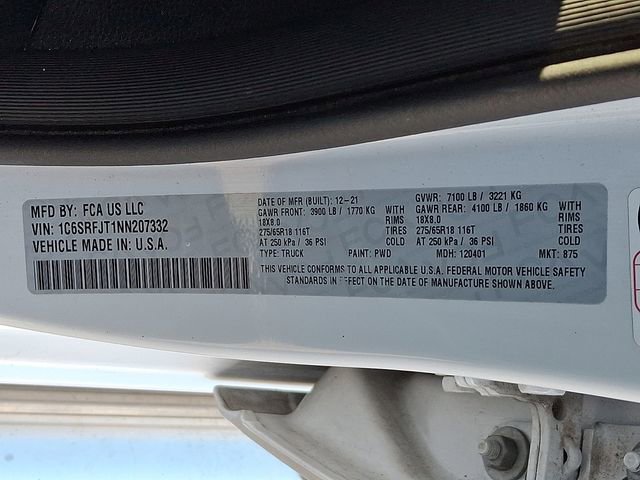 MFD BY: FCA US LLC
VIN: 1C6SRFJT1NN207332
VEHICLE MADE IN: U.S.A.
DATE OF MFR (BUILT): 12-21
GAWR FRONT: 3900 LB / 1770 KG WITH
18X8.0 RIMS
275/65R18 116T TIRES
AT 250 kPa / 36 PSI COLD
TYPE: TRUCK PAINT: PWD
GVWR: 7100 LB / 3221 KG
GAWR REAR: 4100 LB / 1860 KG WITH
18X8.0 RIMS
275/65R18 116T TIRES
AT 250 kPa / 36 PSI COLD
MDH: 120401 MKT: 875
THIS VEHICLE CONFORMS TO ALL APPLICABLE U.S.A. FEDERAL MOTOR VEHICLE SAFETY
STANDARDS IN EFFECT ON THE DATE OF MANUFACTURE SHOWN ABOVE.